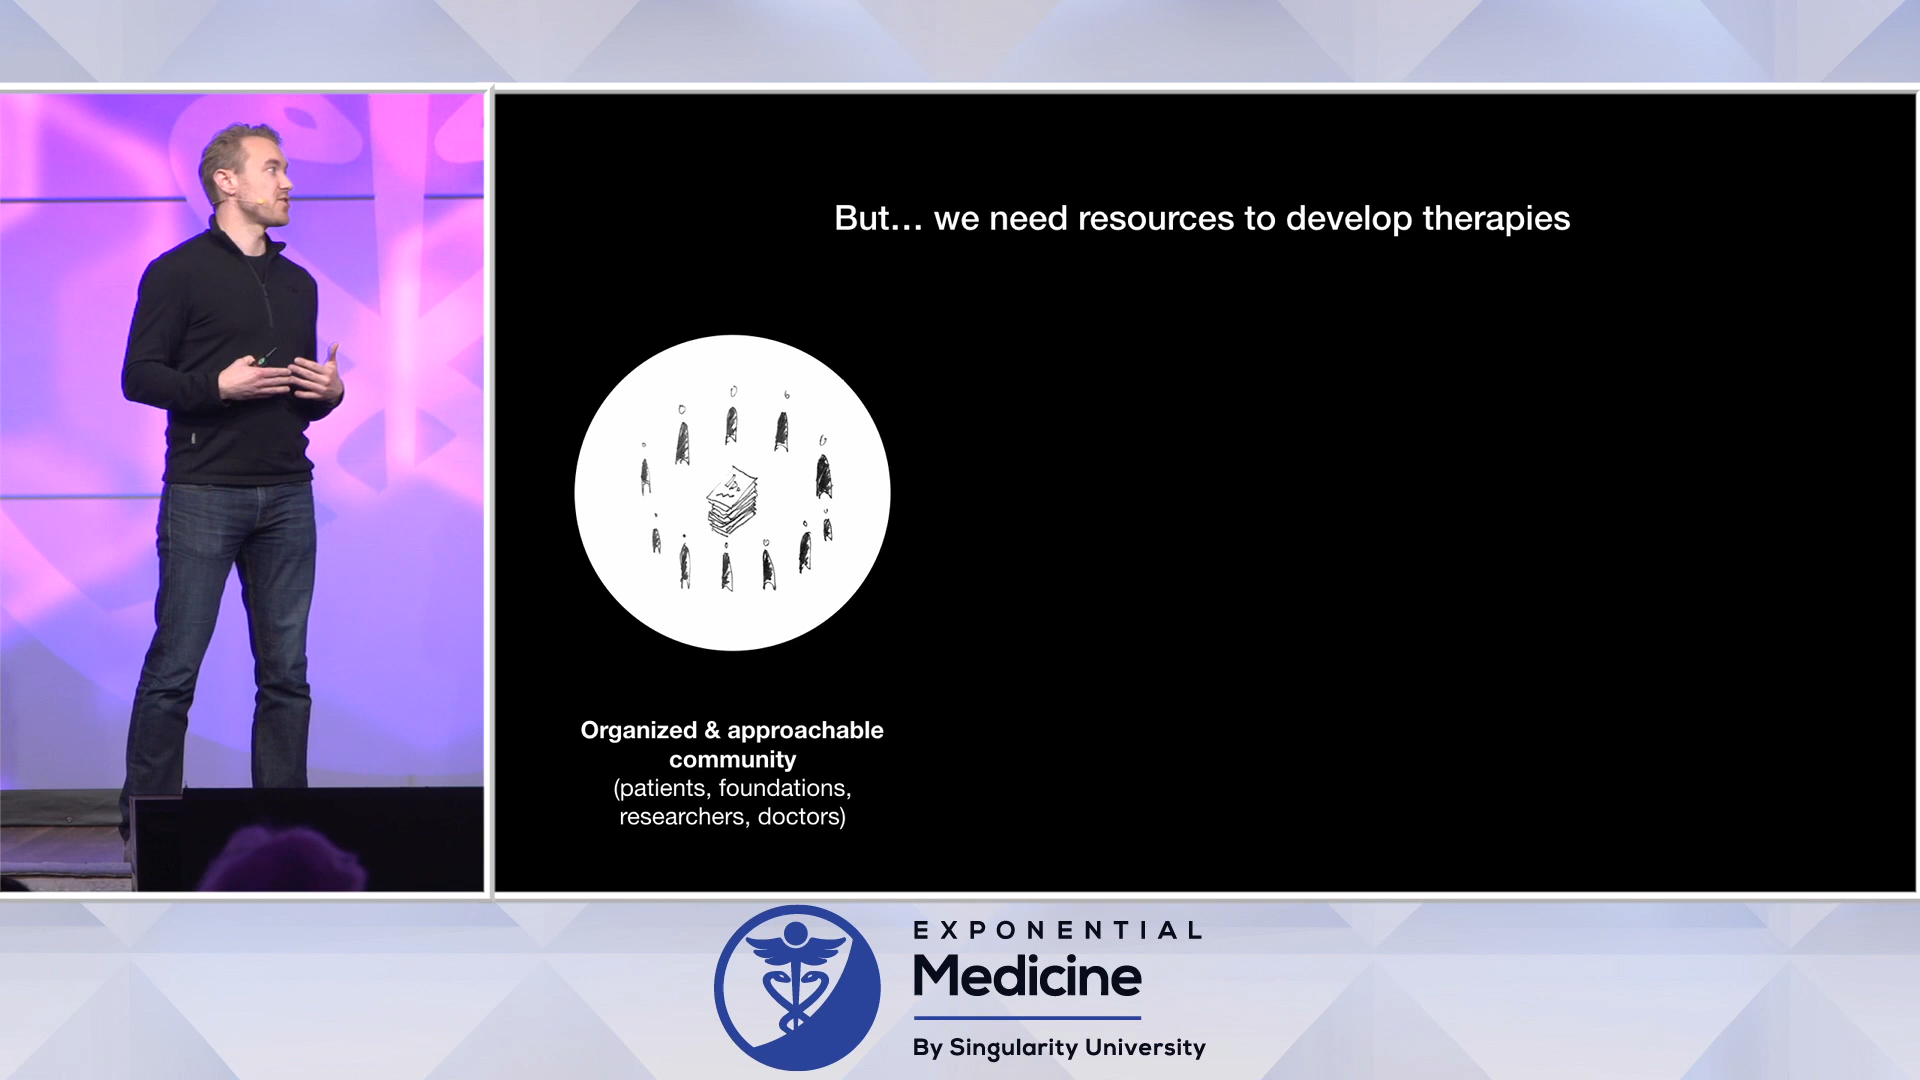 But... we need resources to develop therapies
Organized & approachable
community
(patients, foundations,
researchers, doctors)
EXPONENTIAL
Medicine
By Singularity University